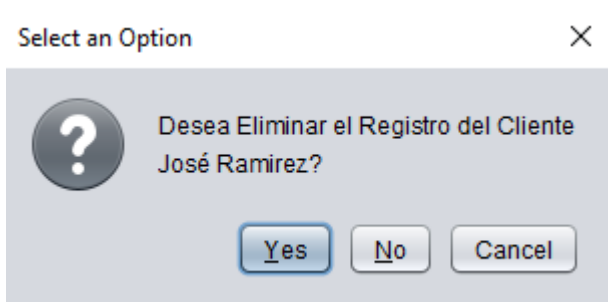 Select an Option
Desea Eliminar el Registro del Cliente
José Ramirez?
Yes No Cancel